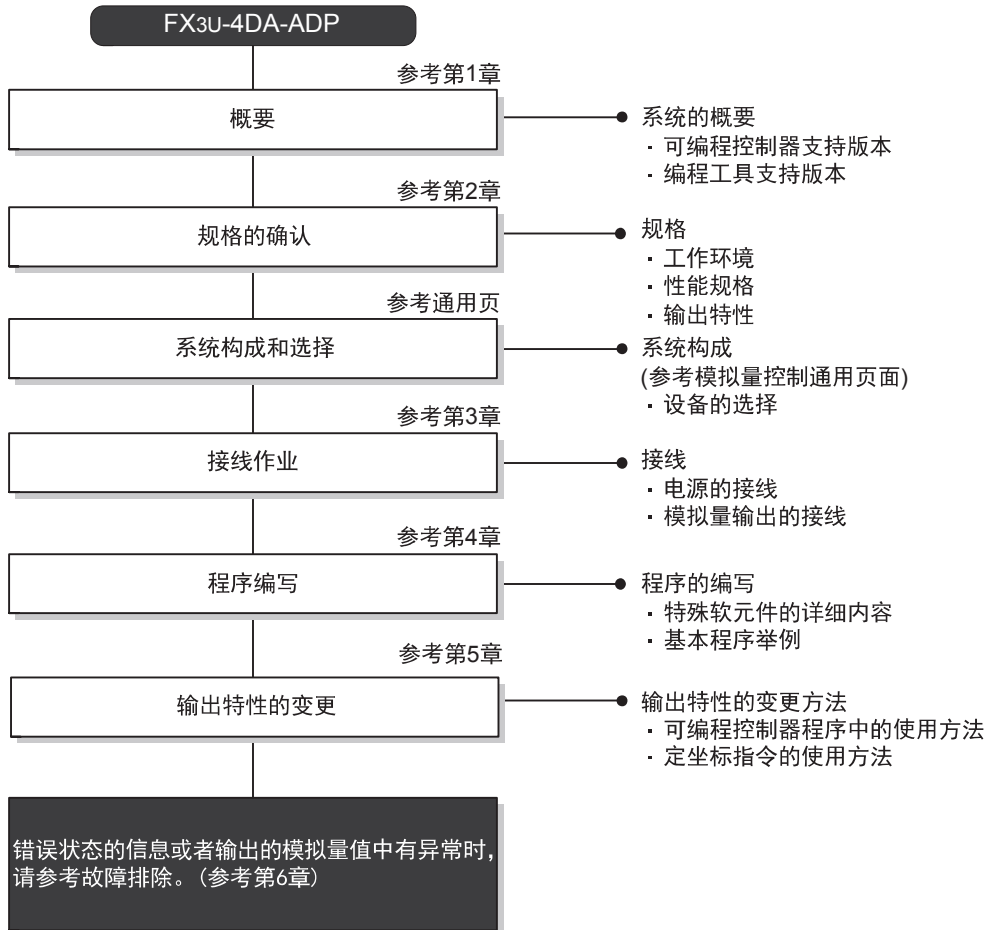 FX3U-4DA-ADP
参考第1章
概要
系统的概要
· 可编程控制器支持版本
· 编程工具支持版本
参考第2章
规格的确认
规格
· 工作环境
· 性能规格
· 输出特性
参考通用页
系统构成和选择
系统构成
(参考模拟量控制通用页面)
· 设备的选择
参考第3章
接线作业
接线
· 电源的接线
· 模拟量输出的接线
参考第4章
程序编写
程序的编写
· 特殊软元件的详细内容
· 基本程序举例
参考第5章
输出特性的变更
输出特性的变更方法
· 可编程控制器程序中的使用方法
· 定坐标指令的使用方法
错误状态的信息或者输出的模拟量值中有异常时，
请参考故障排除。(参考第6章)